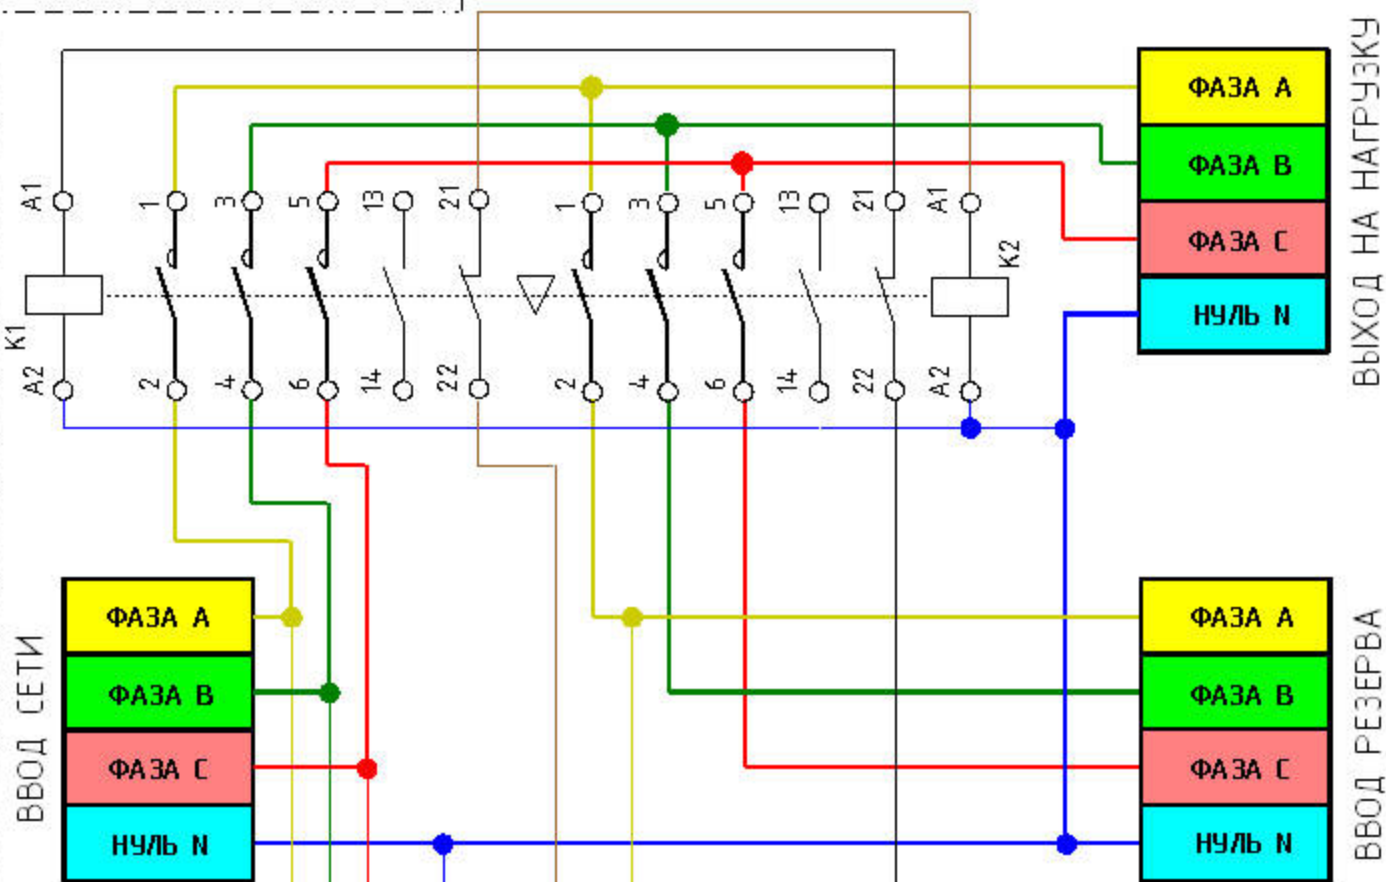 A1
1
3
5
13
21
1
3
5
13
21
A1
K1
K2
A2
2
4
6
14
22
2
4
6
14
22
A2
ФАЗА A
ФАЗА B
ФАЗА C
НУЛЬ N
ВЫХОД НА НАГРУЗКУ
ВВОД СЕТИ
ФАЗА A
ФАЗА B
ФАЗА C
НУЛЬ N
ФАЗА A
ФАЗА B
ФАЗА C
НУЛЬ N
ВВОД РЕЗЕРВА